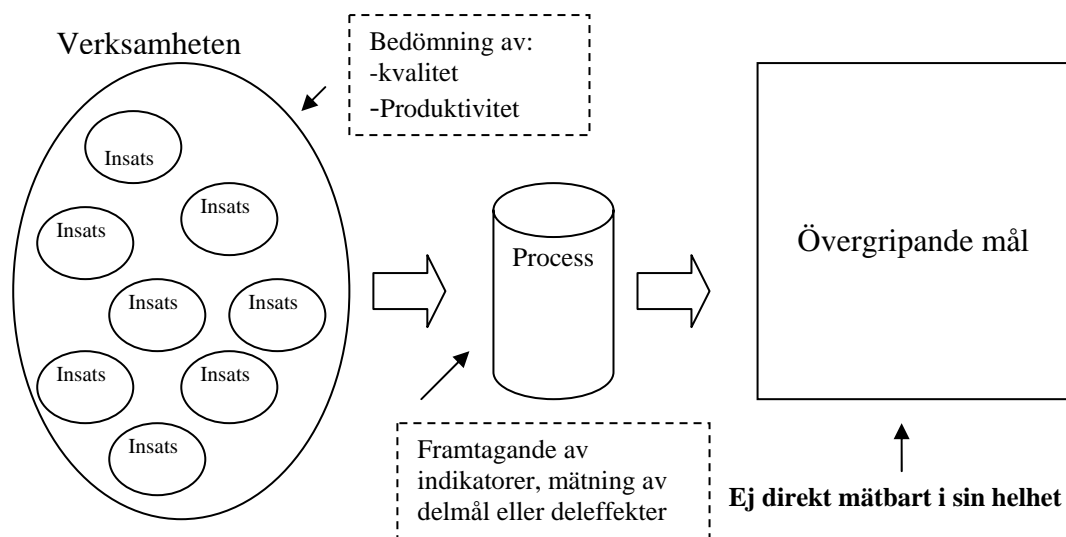 Verksamheten
Bedömning av:
-kvalitet
-Produktivitet
Insats
Insats
Insats
Insats
Insats
Insats
Insats
Insats
Process
Övergripande mål
Framtagande av
indikatorer, mätning av
delmål eller deleffekter
Ej direkt mätbart i sin helhet